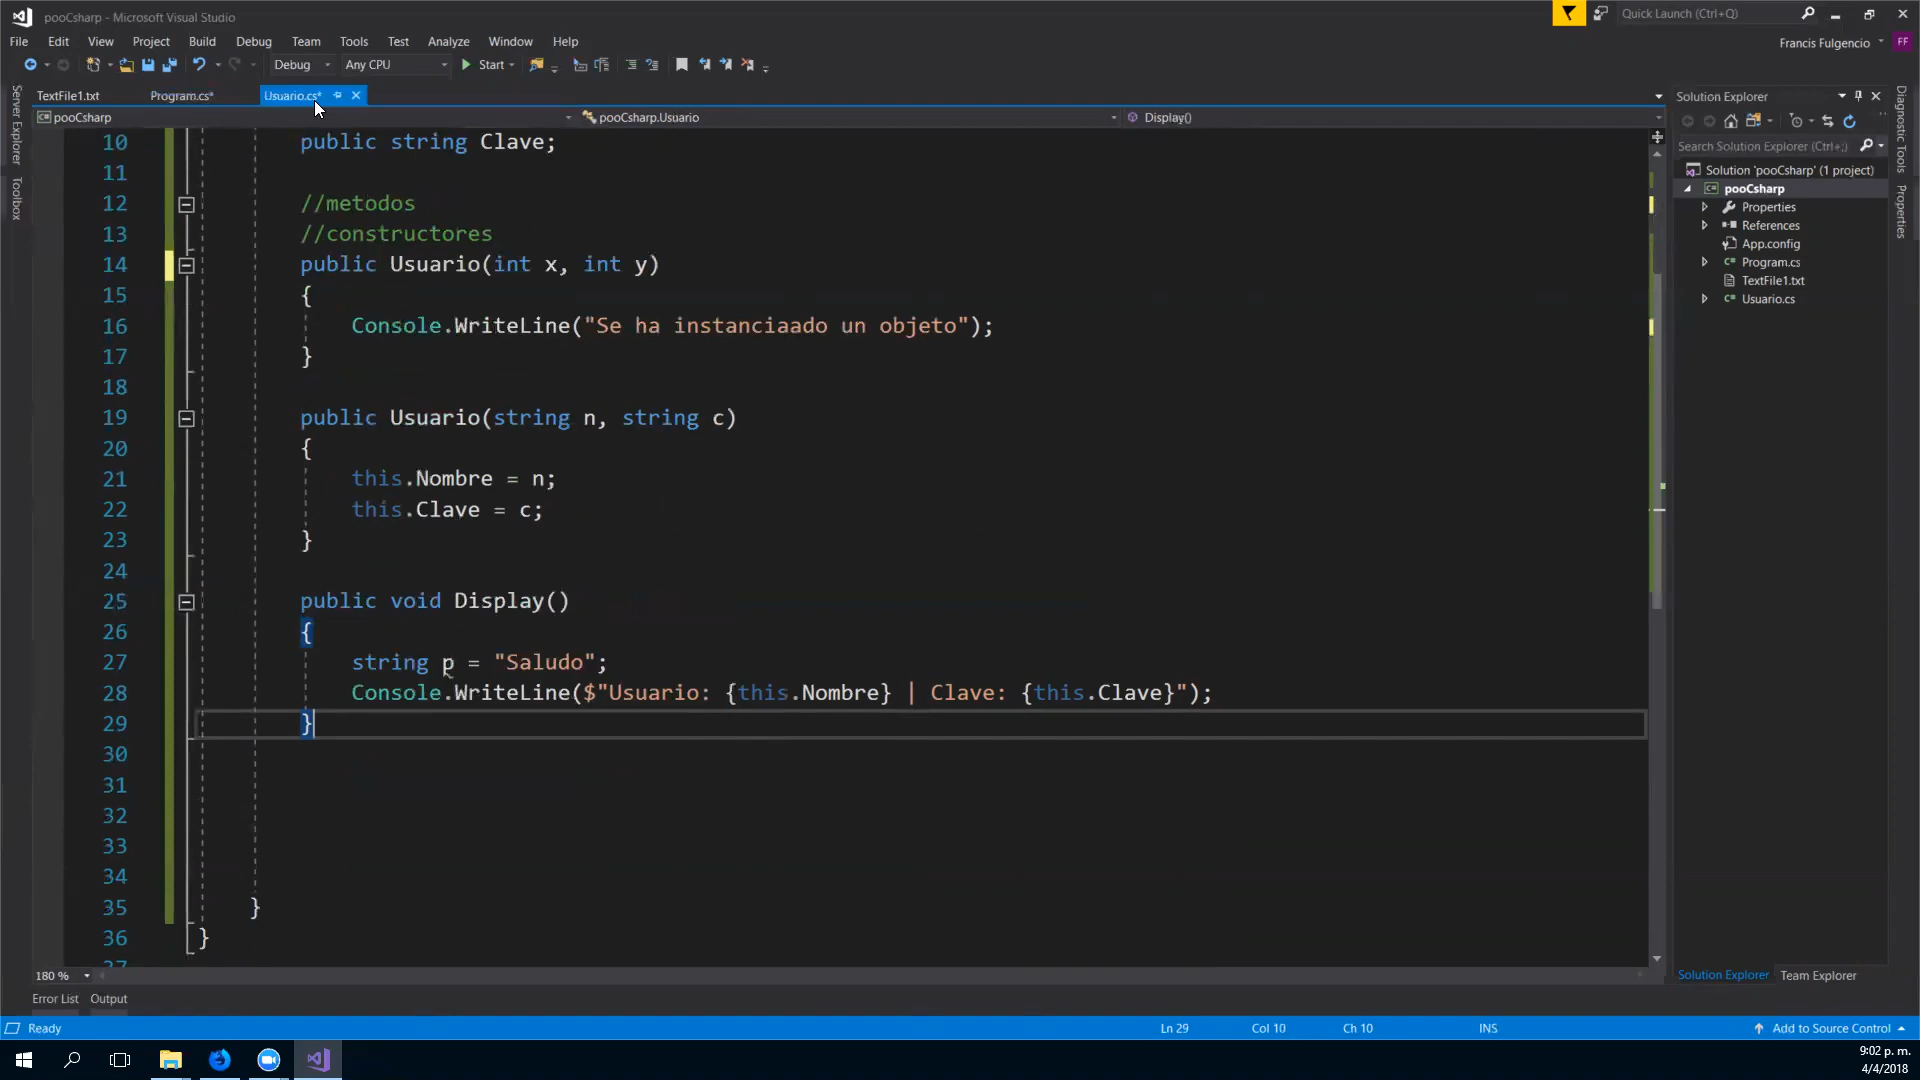 pooCsharp - Microsoft Visual Studio
Quick Launch (Ctrl+Q)
File Edit View Project Build Debug Team Tools Test Analyze Window Help
Francis Fulgencio FF
Debug Any CPU Start
TextFile1.txt Program.cs* Usuario.cs*
pooCsharp pooCsharp.Usuario Display()
Server Explorer
Toolbox
10 public string Clave;
11
12 //metodos
13 //constructores
14 public Usuario(int x, int y)
15 {
16 Console.WriteLine("Se ha instanciaado un objeto");
17 }
18
19 public Usuario(string n, string c)
20 {
21 this.Nombre = n;
22 this.Clave = c;
23 }
24
25 public void Display()
26 {
27 string p = "Saludo";
28 Console.WriteLine($"Usuario: {this.Nombre} | Clave: {this.Clave}");
29 }
30
31
32
33
34
35 }
36 }
37
180 %
Solution Explorer
Search Solution Explorer (Ctrl+;)
Solution 'pooCsharp' (1 project)
pooCsharp
Properties
References
App.config
Program.cs
TextFile1.txt
Usuario.cs
Solution Explorer Team Explorer
Diagnostic Tools
Properties
Error List Output
Ready Ln 29 Col 10 Ch 10 INS Add to Source Control
9:02 p. m.
4/4/2018